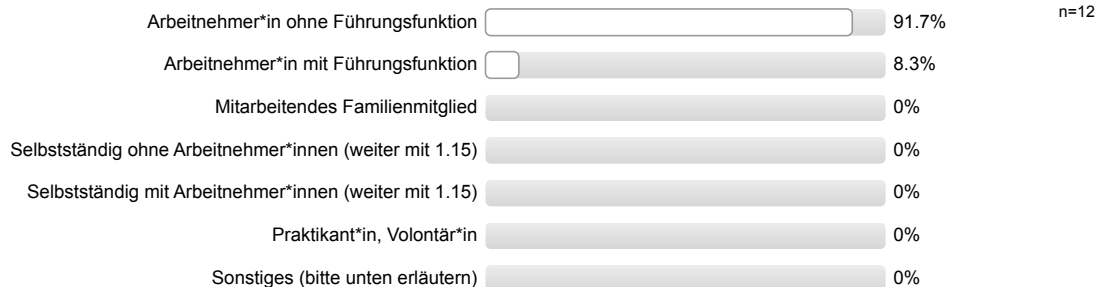 Arbeitnehmer*in ohne Führungsfunktion 91.7% n=12
Arbeitnehmer*in mit Führungsfunktion 8.3%
Mitarbeitendes Familienmitglied 0%
Selbstständig ohne Arbeitnehmer*innen (weiter mit 1.15) 0%
Selbstständig mit Arbeitnehmer*innen (weiter mit 1.15) 0%
Praktikant*in, Volontär*in 0%
Sonstiges (bitte unten erläutern) 0%